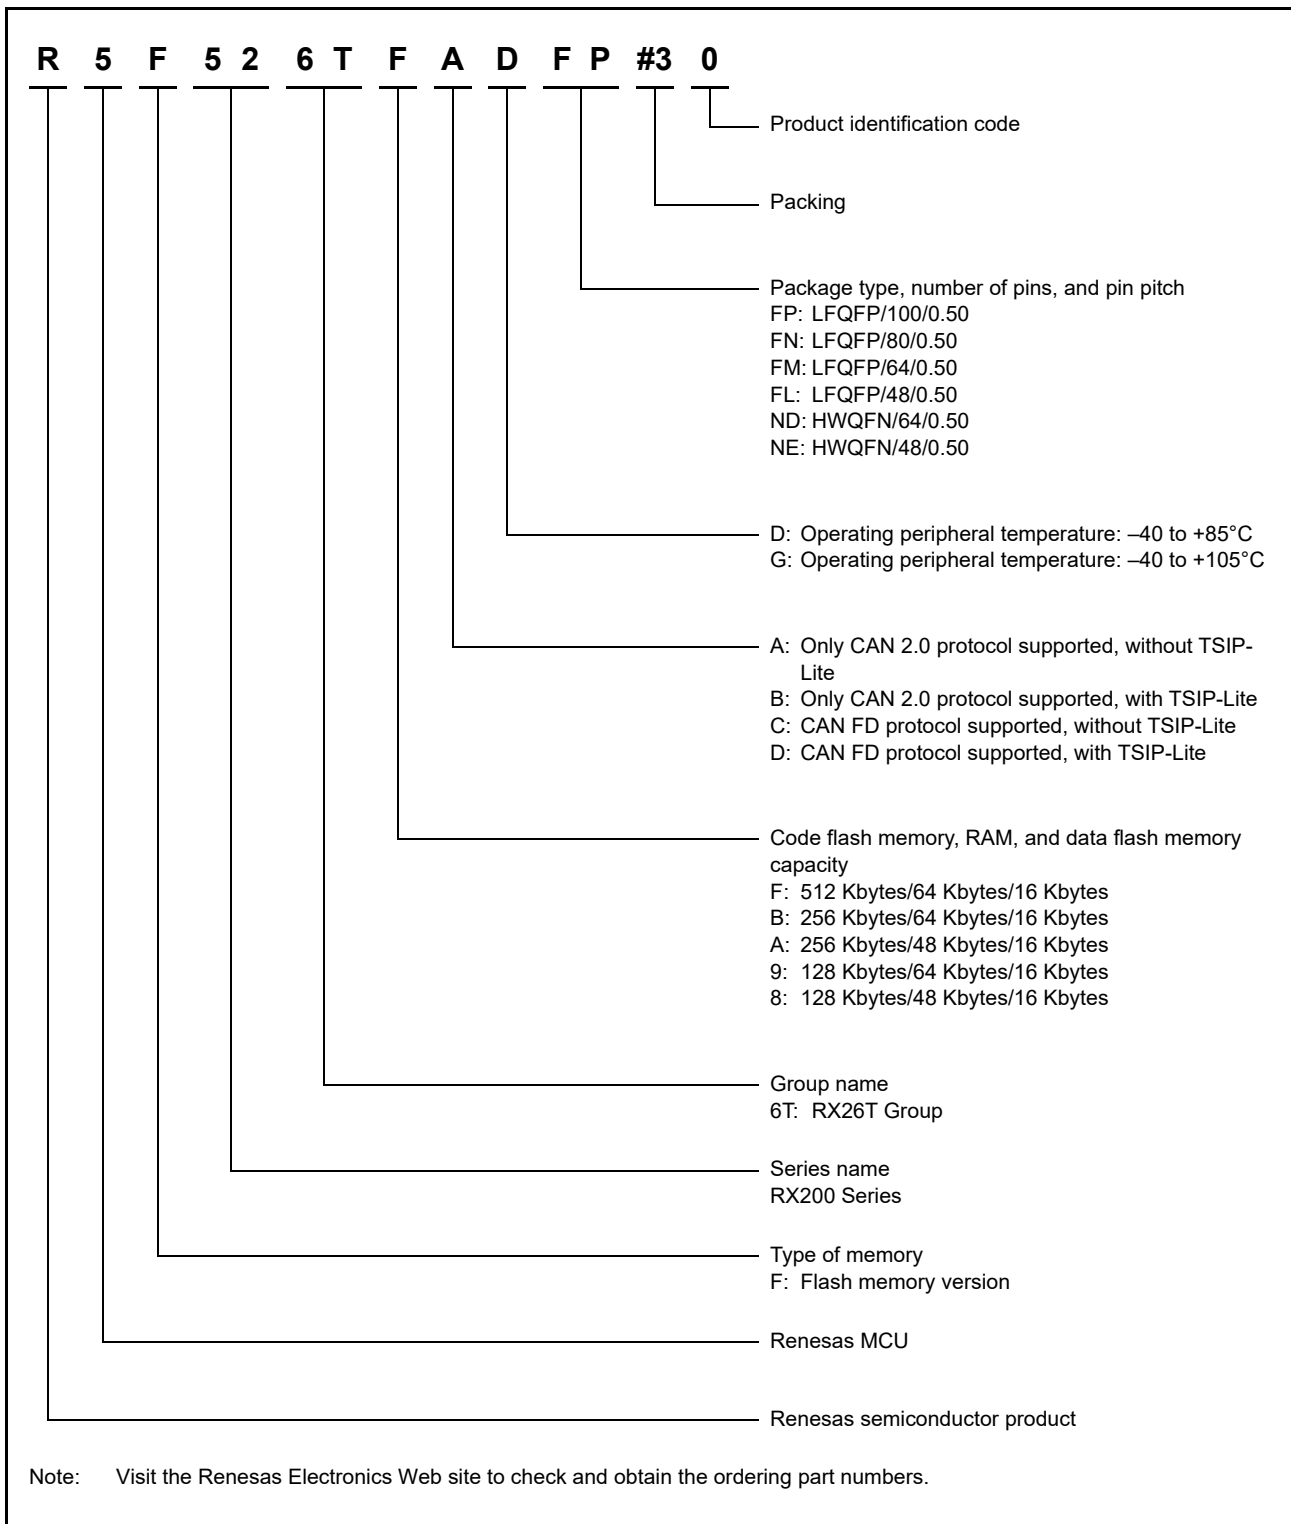 R 5 F 5 2 6 T F A D F P #3 0
Product identification code
Packing
Package type, number of pins, and pin pitch
FP: LFQFP/100/0.50
FN: LFQFP/80/0.50
FM: LFQFP/64/0.50
FL: LFQFP/48/0.50
ND: HWQFN/64/0.50
NE: HWQFN/48/0.50
D: Operating peripheral temperature: –40 to +85°C
G: Operating peripheral temperature: –40 to +105°C
A: Only CAN 2.0 protocol supported, without TSIP-
Lite
B: Only CAN 2.0 protocol supported, with TSIP-Lite
C: CAN FD protocol supported, without TSIP-Lite
D: CAN FD protocol supported, with TSIP-Lite
Code flash memory, RAM, and data flash memory
capacity
F: 512 Kbytes/64 Kbytes/16 Kbytes
B: 256 Kbytes/64 Kbytes/16 Kbytes
A: 256 Kbytes/48 Kbytes/16 Kbytes
9: 128 Kbytes/64 Kbytes/16 Kbytes
8: 128 Kbytes/48 Kbytes/16 Kbytes
Group name
6T: RX26T Group
Series name
RX200 Series
Type of memory
F: Flash memory version
Renesas MCU
Renesas semiconductor product
Note: Visit the Renesas Electronics Web site to check and obtain the ordering part numbers.